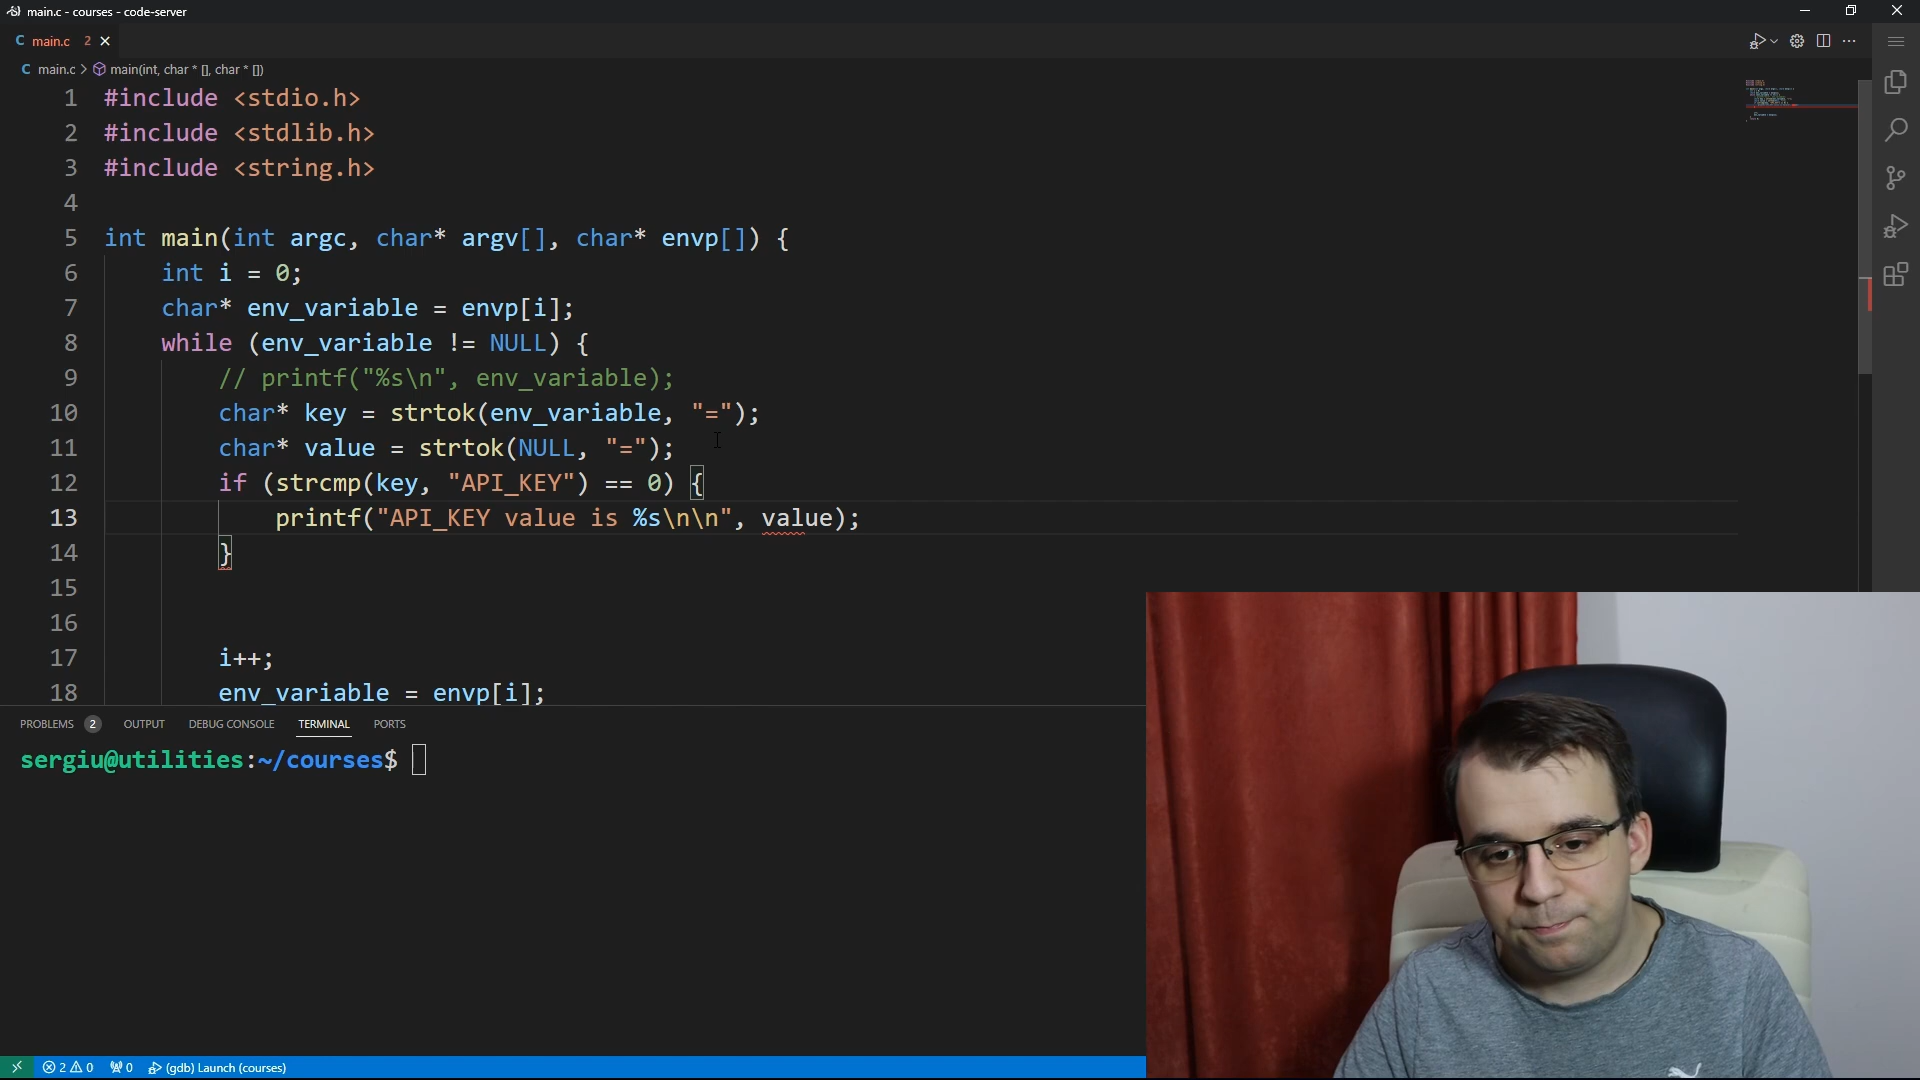 main.c - courses - code-server
C main.c 2
C main.c > main(int, char * [], char * [])
1 #include <stdio.h>
2 #include <stdlib.h>
3 #include <string.h>
4
5 int main(int argc, char* argv[], char* envp[]) {
6 int i = 0;
7 char* env_variable = envp[i];
8 while (env_variable != NULL) {
9 // printf("%s\n", env_variable);
10 char* key = strtok(env_variable, "=");
11 char* value = strtok(NULL, "=");
12 if (strcmp(key, "API_KEY") == 0) {
13 printf("API_KEY value is %s\n\n", value);
14 }
15
16
17 i++;
18 env_variable = envp[i];
PROBLEMS 2 OUTPUT DEBUG CONSOLE TERMINAL PORTS
sergiu@utilities:~/courses$
2 0 0 (gdb) Launch (courses)